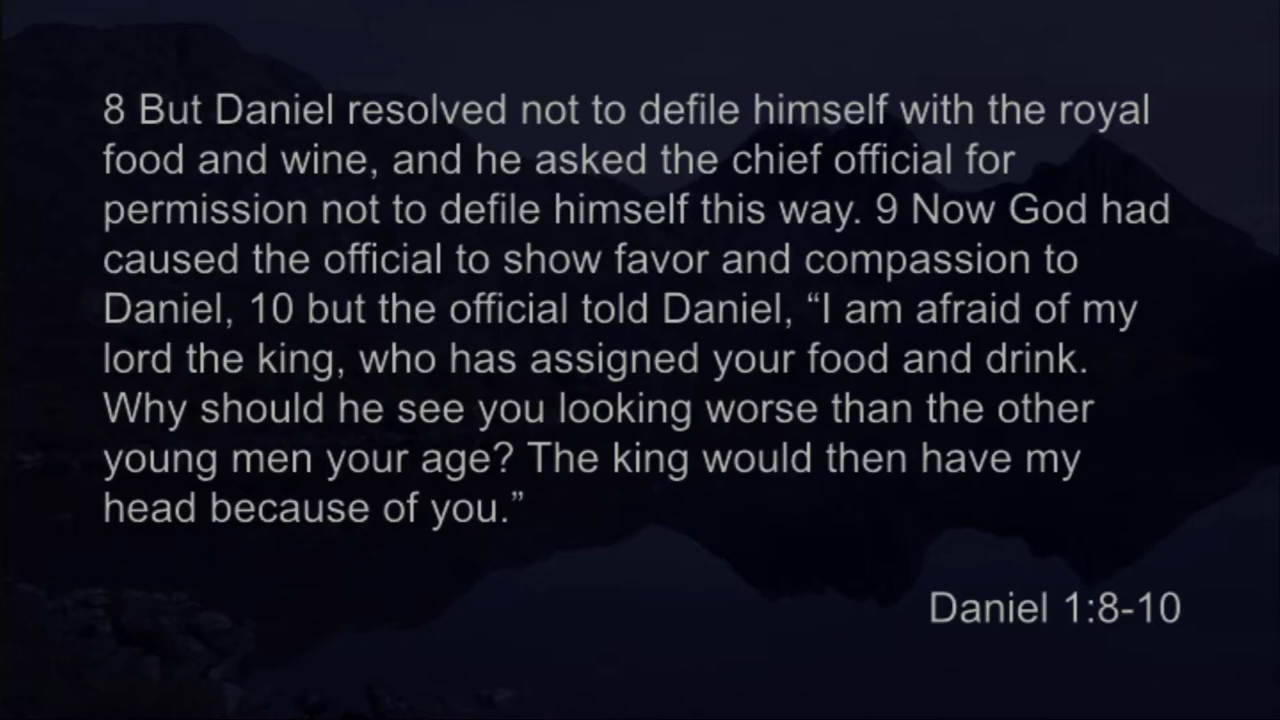 8 But Daniel resolved not to defile himself with the royal
food and wine, and he asked the chief official for
permission not to defile himself this way. 9 Now God had
caused the official to show favor and compassion to
Daniel, 10 but the official told Daniel, “I am afraid of my
lord the king, who has assigned your food and drink.
Why should he see you looking worse than the other
young men your age? The king would then have my
head because of you.”
Daniel 1:8-10